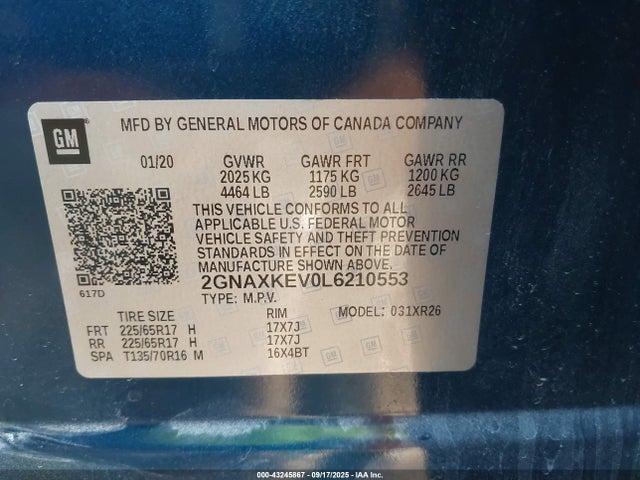 GM
MFD BY GENERAL MOTORS OF CANADA COMPANY
01/20 GVWR GAWR FRT GAWR RR
2025 KG 1175 KG 1200 KG
4464 LB 2590 LB 2645 LB
THIS VEHICLE CONFORMS TO ALL
APPLICABLE U.S. FEDERAL MOTOR
VEHICLE SAFETY AND THEFT PREVENTION
STANDARDS IN EFFECT ON THE DATE OF
MANUFACTURE SHOWN ABOVE.
617D
2GNAXKEV0L6210553
TYPE: M.P.V.
TIRE SIZE RIM MODEL: 031XR26
FRT 225/65R17 H 17X7J
RR 225/65R17 H 17X7J
SPA T135/70R16 M 16X4BT
000-43245867 - 09/17/2025 - IAA Inc.